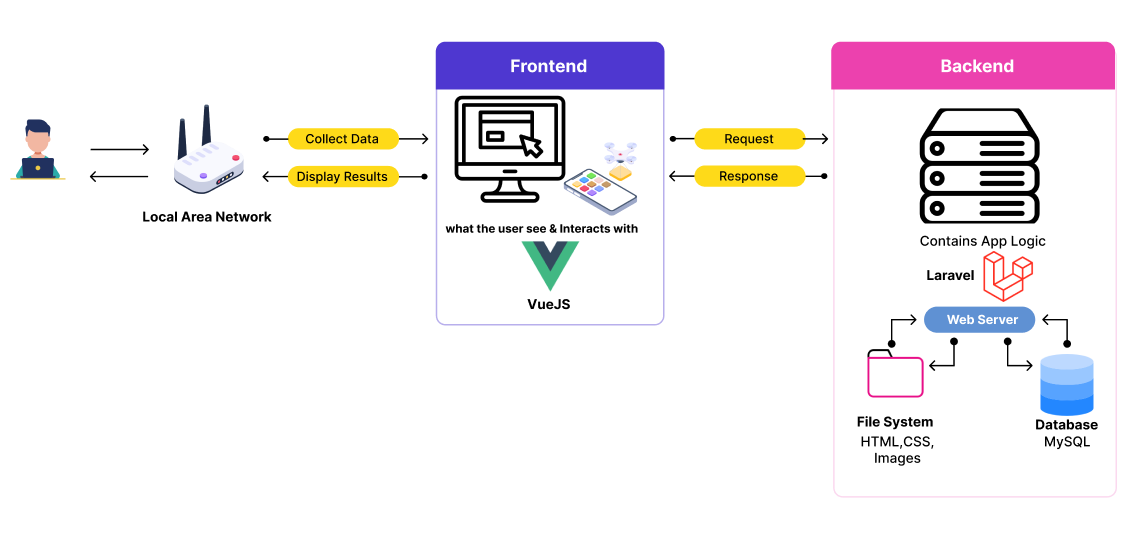 Frontend
Backend
Collect Data
Display Results
Request
Response
Local Area Network
what the user see & Interacts with
VueJS
Contains App Logic
Laravel
Web Server
File System
HTML,CSS,
Images
Database
MySQL